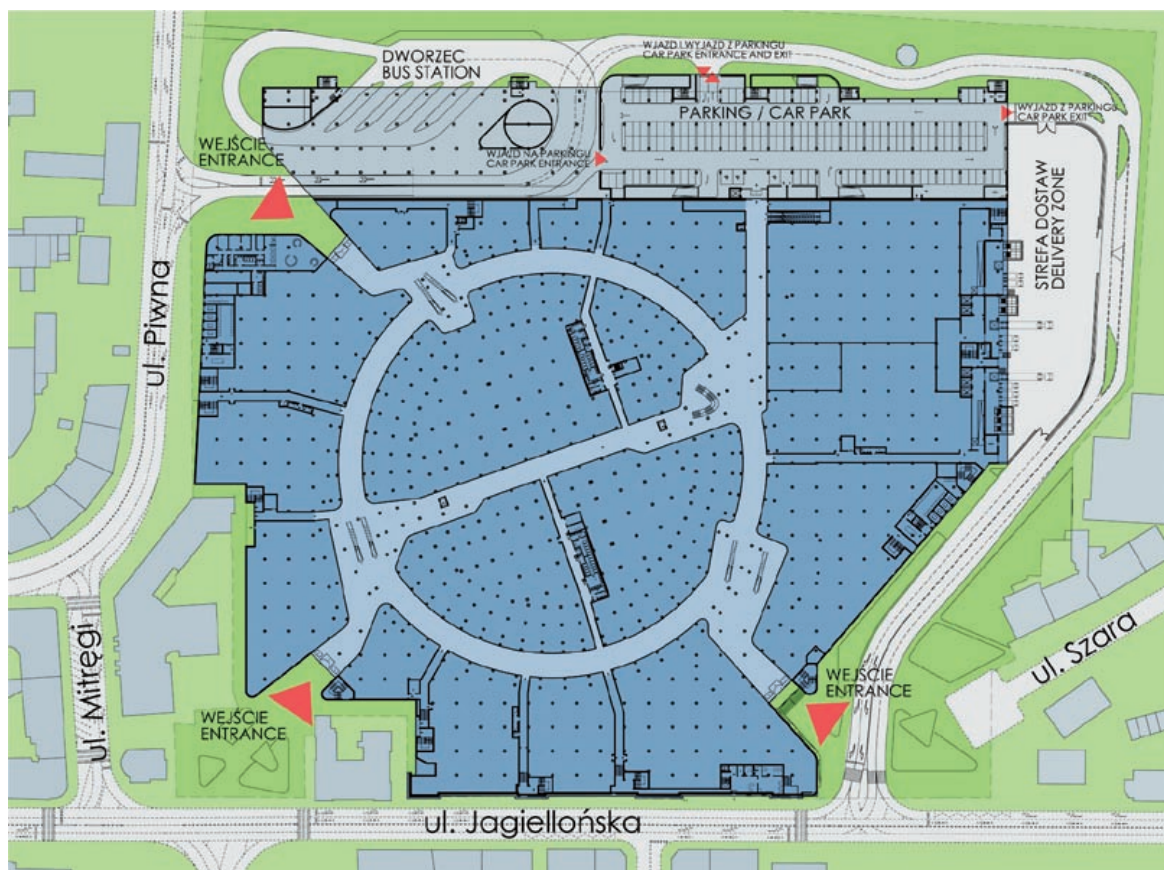 WJAZD I WYJAZD Z PARKINGU
CAR PARK ENTRANCE AND EXIT
DWORZEC
BUS STATION
PARKING / CAR PARK
WYJAZD Z PARKINGU
CAR PARK EXIT
WEJŚCIE
ENTRANCE
WJAZD NA PARKINGU
CAR PARK ENTRANCE
STREFA DOSTAW
DELIVERY ZONE
ul. Piwna
ul. Mitręgi
ul. Szara
WEJŚCIE
ENTRANCE
WEJŚCIE
ENTRANCE
ul. Jagiellońska